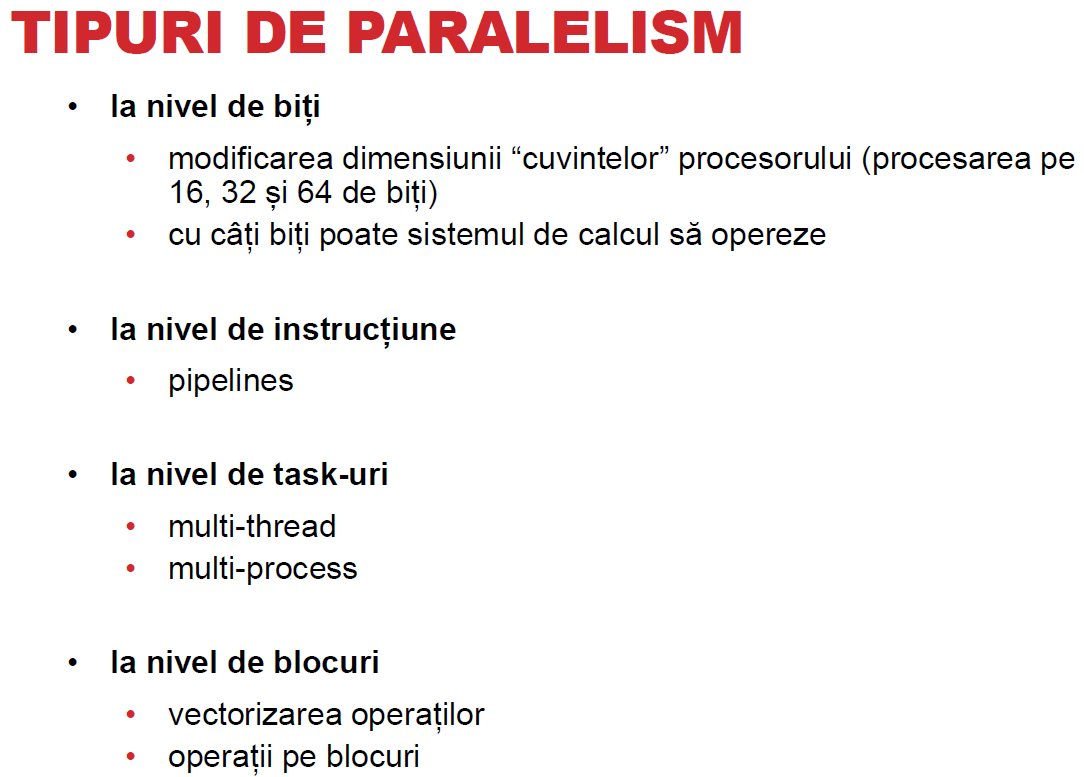 TIPURI DE PARALELISM
• la nivel de biți
• modificarea dimensiunii “cuvintelor” procesorului (procesarea pe
16, 32 și 64 de biți)
• cu câți biți poate sistemul de calcul să opereze
• la nivel de instrucțiune
• pipelines
• la nivel de task-uri
• multi-thread
• multi-process
• la nivel de blocuri
• vectorizarea operaților
• operații pe blocuri